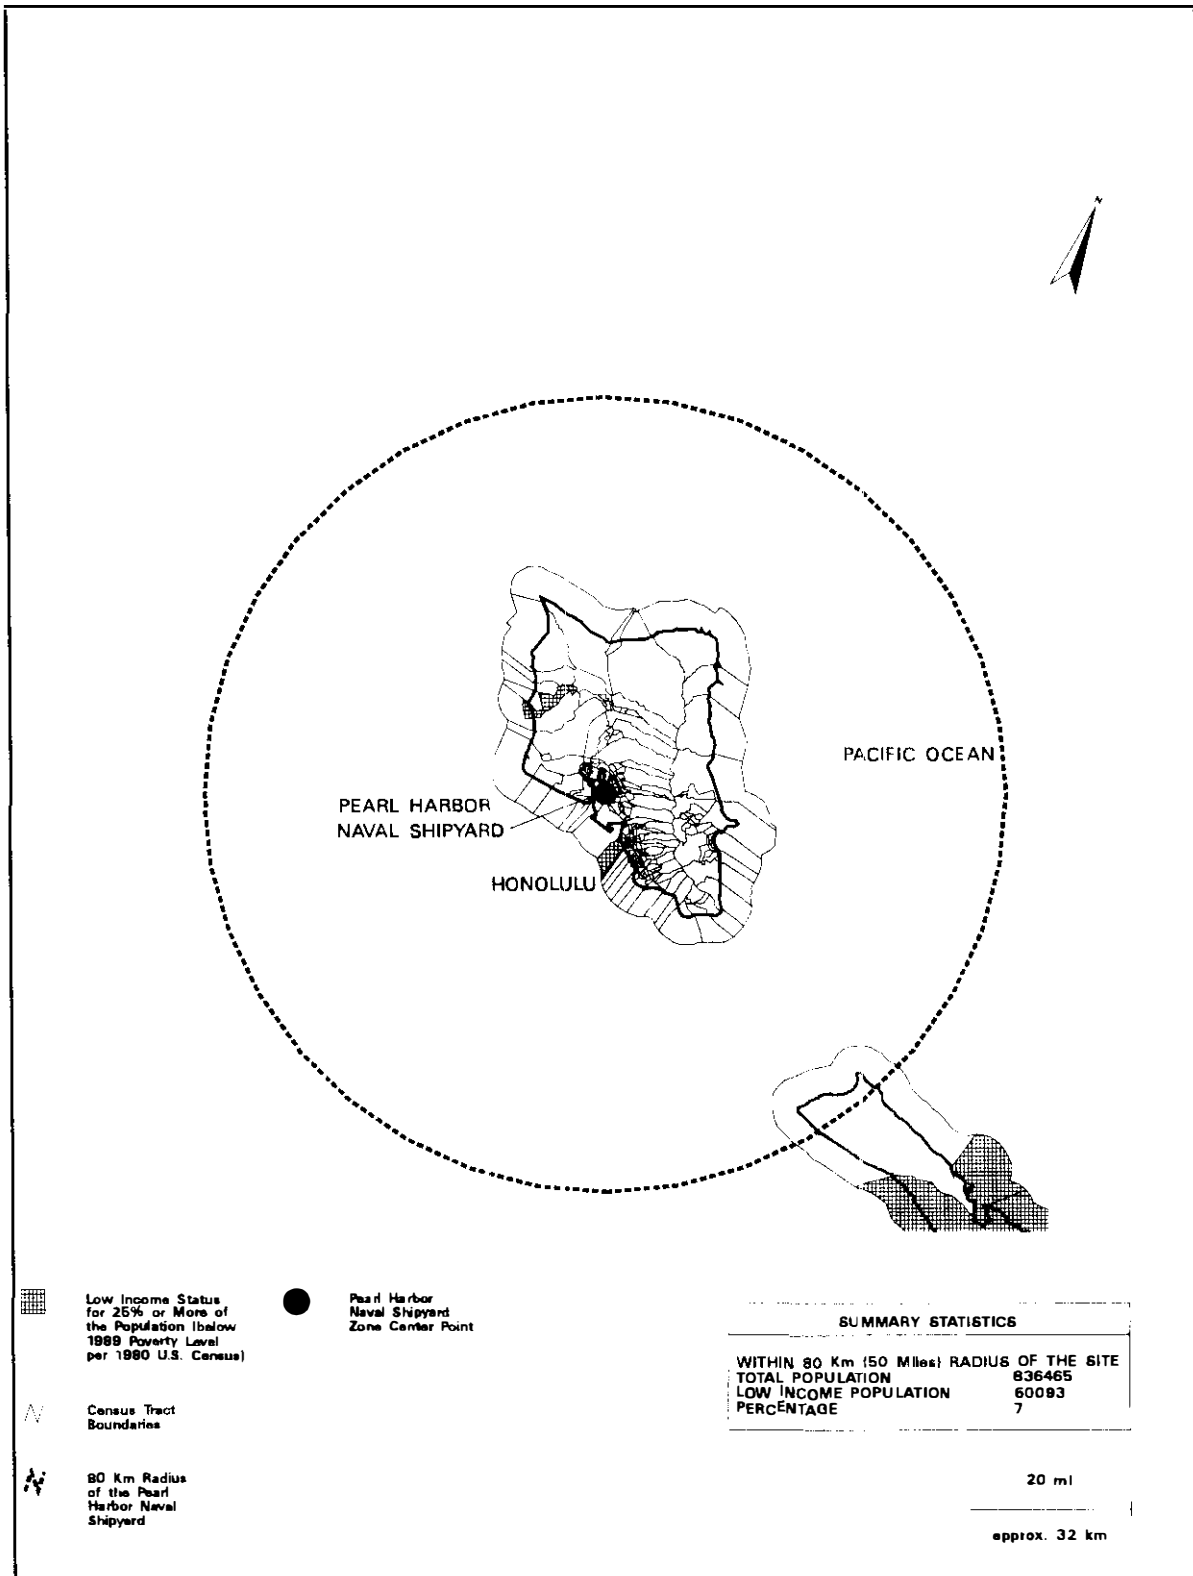 N
PACIFIC OCEAN
PEARL HARBOR
NAVAL SHIPYARD
HONOLULU
Low Income Status
for 25% or More of
the Population (below
1989 Poverty Level
per 1980 U.S. Census)
Pearl Harbor
Naval Shipyard
Zone Center Point
Census Tract
Boundaries
80 Km Radius
of the Pearl
Harbor Naval
Shipyard
SUMMARY STATISTICS
WITHIN 80 Km (50 Miles) RADIUS OF THE SITE
TOTAL POPULATION 836465
LOW INCOME POPULATION 60093
PERCENTAGE 7
20 mi
approx. 32 km